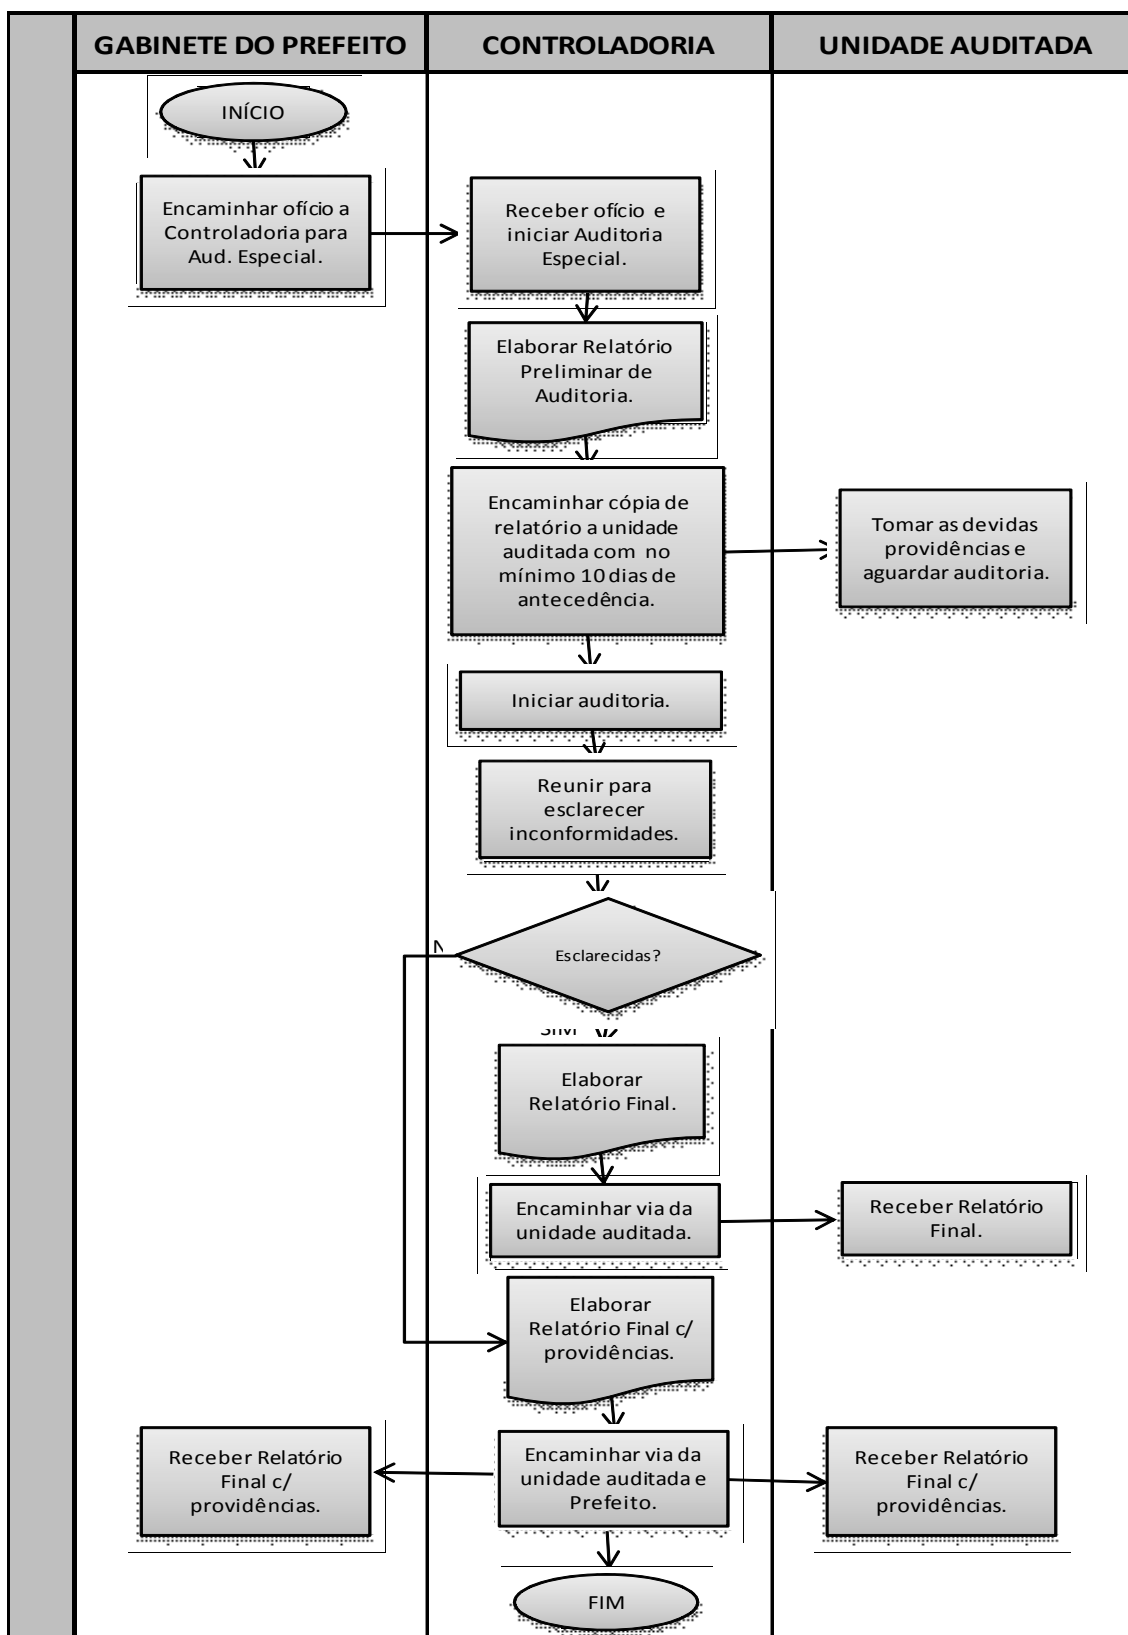 GABINETE DO PREFEITO
CONTROLADORIA
UNIDADE AUDITADA
INÍCIO
Encaminhar ofício a
Controladoria para
Aud. Especial.
Receber ofício e
iniciar Auditoria
Especial.
Elaborar Relatório
Preliminar de
Auditoria.
Encaminhar cópia de
relatório a unidade
auditada com no
mínimo 10 dias de
antecedência.
Tomar as devidas
providências e
aguardar auditoria.
Iniciar auditoria.
Reunir para
esclarecer
inconformidades.
Esclarecidas?
SIM
Elaborar
Relatório Final.
Encaminhar via da
unidade auditada.
Receber Relatório
Final.
Elaborar
Relatório Final c/
providências.
Receber Relatório
Final c/
providências.
Encaminhar via da
unidade auditada e
Prefeito.
Receber Relatório
Final c/
providências.
FIM